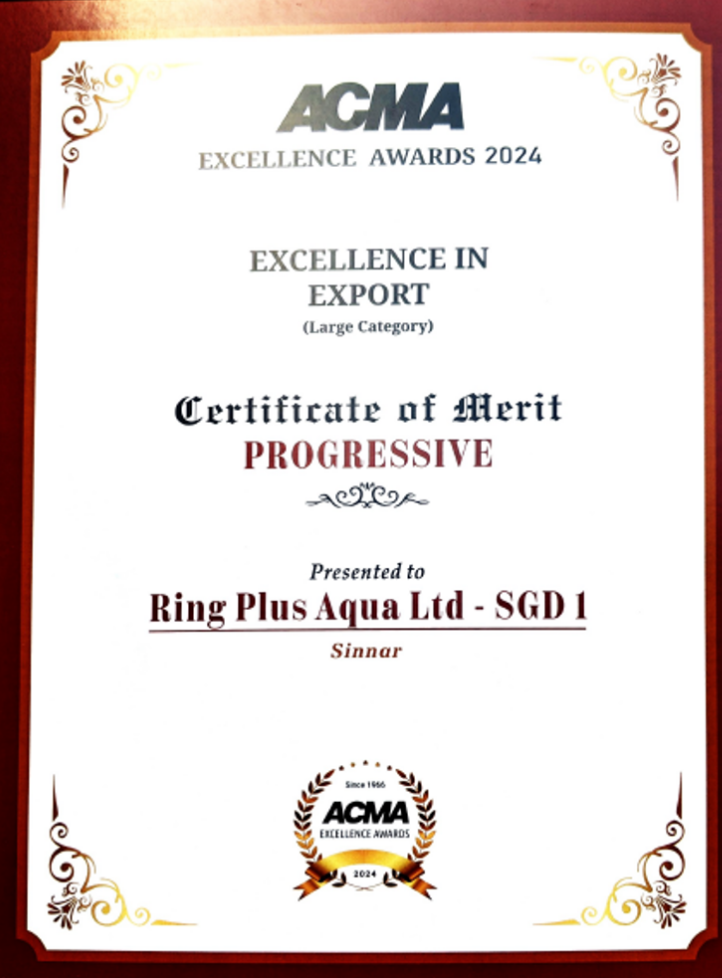 ACMA
EXCELLENCE AWARDS 2024
EXCELLENCE IN
EXPORT
(Large Category)
Certificate of Merit
PROGRESSIVE
Presented to
Ring Plus Aqua Ltd - SGD 1
Sinnar
Since 1966
ACMA
EXCELLENCE AWARDS
2024